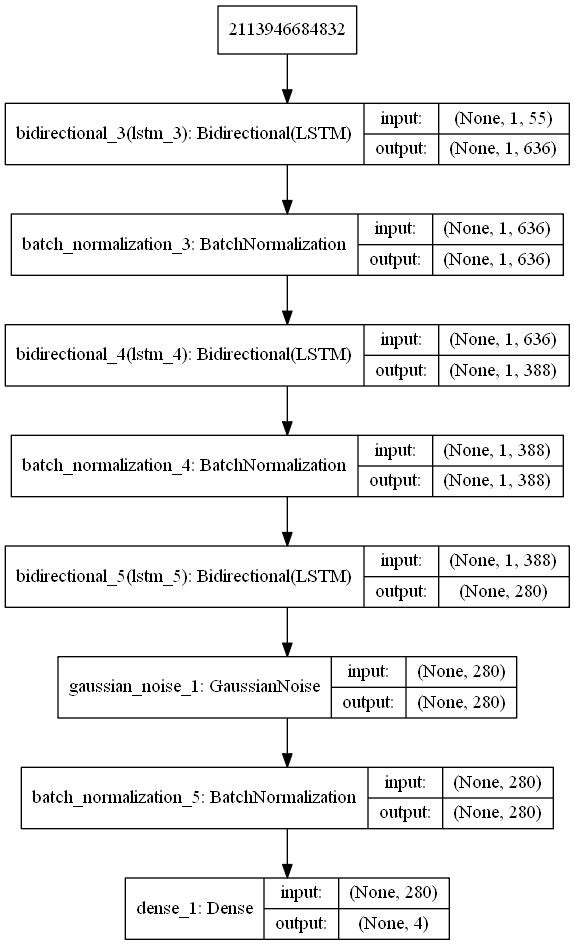 2113946684832
bidirectional_3(lstm_3): Bidirectional(LSTM) input: (None, 1, 55)
output: (None, 1, 636)
batch_normalization_3: BatchNormalization input: (None, 1, 636)
output: (None, 1, 636)
bidirectional_4(lstm_4): Bidirectional(LSTM) input: (None, 1, 636)
output: (None, 1, 388)
batch_normalization_4: BatchNormalization input: (None, 1, 388)
output: (None, 1, 388)
bidirectional_5(lstm_5): Bidirectional(LSTM) input: (None, 1, 388)
output: (None, 280)
gaussian_noise_1: GaussianNoise input: (None, 280)
output: (None, 280)
batch_normalization_5: BatchNormalization input: (None, 280)
output: (None, 280)
dense_1: Dense input: (None, 280)
output: (None, 4)